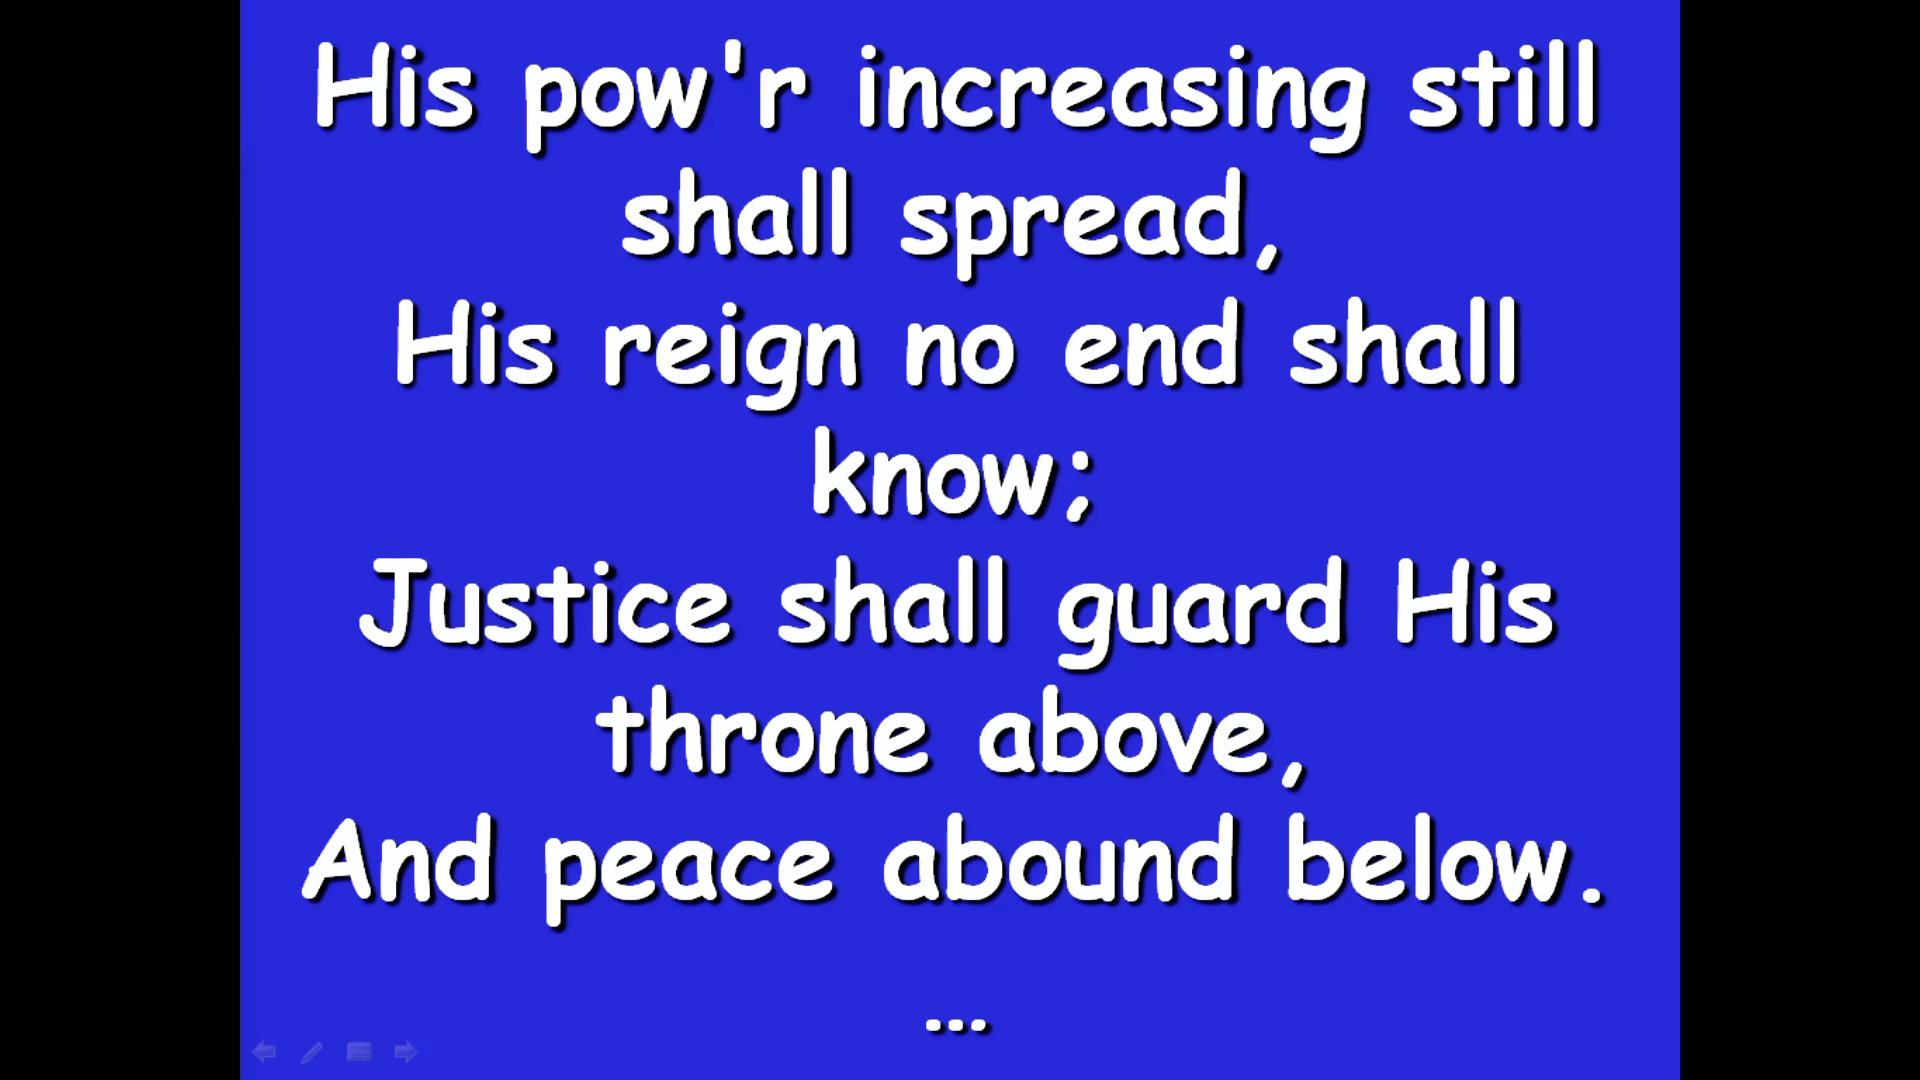 His pow'r increasing still
shall spread,
His reign no end shall
know;
Justice shall guard His
throne above,
And peace abound below.
...